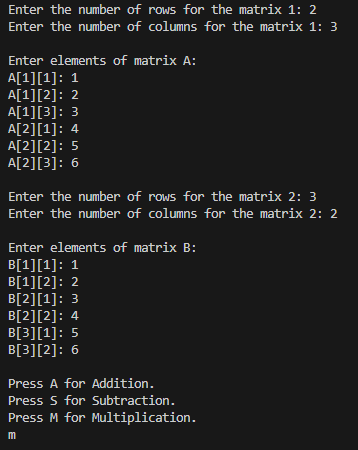 Enter the number of rows for the matrix 1: 2
Enter the number of columns for the matrix 1: 3
Enter elements of matrix A:
A[1][1]: 1
A[1][2]: 2
A[1][3]: 3
A[2][1]: 4
A[2][2]: 5
A[2][3]: 6
Enter the number of rows for the matrix 2: 3
Enter the number of columns for the matrix 2: 2
Enter elements of matrix B:
B[1][1]: 1
B[1][2]: 2
B[2][1]: 3
B[2][2]: 4
B[3][1]: 5
B[3][2]: 6
Press A for Addition.
Press S for Subtraction.
Press M for Multiplication.
m